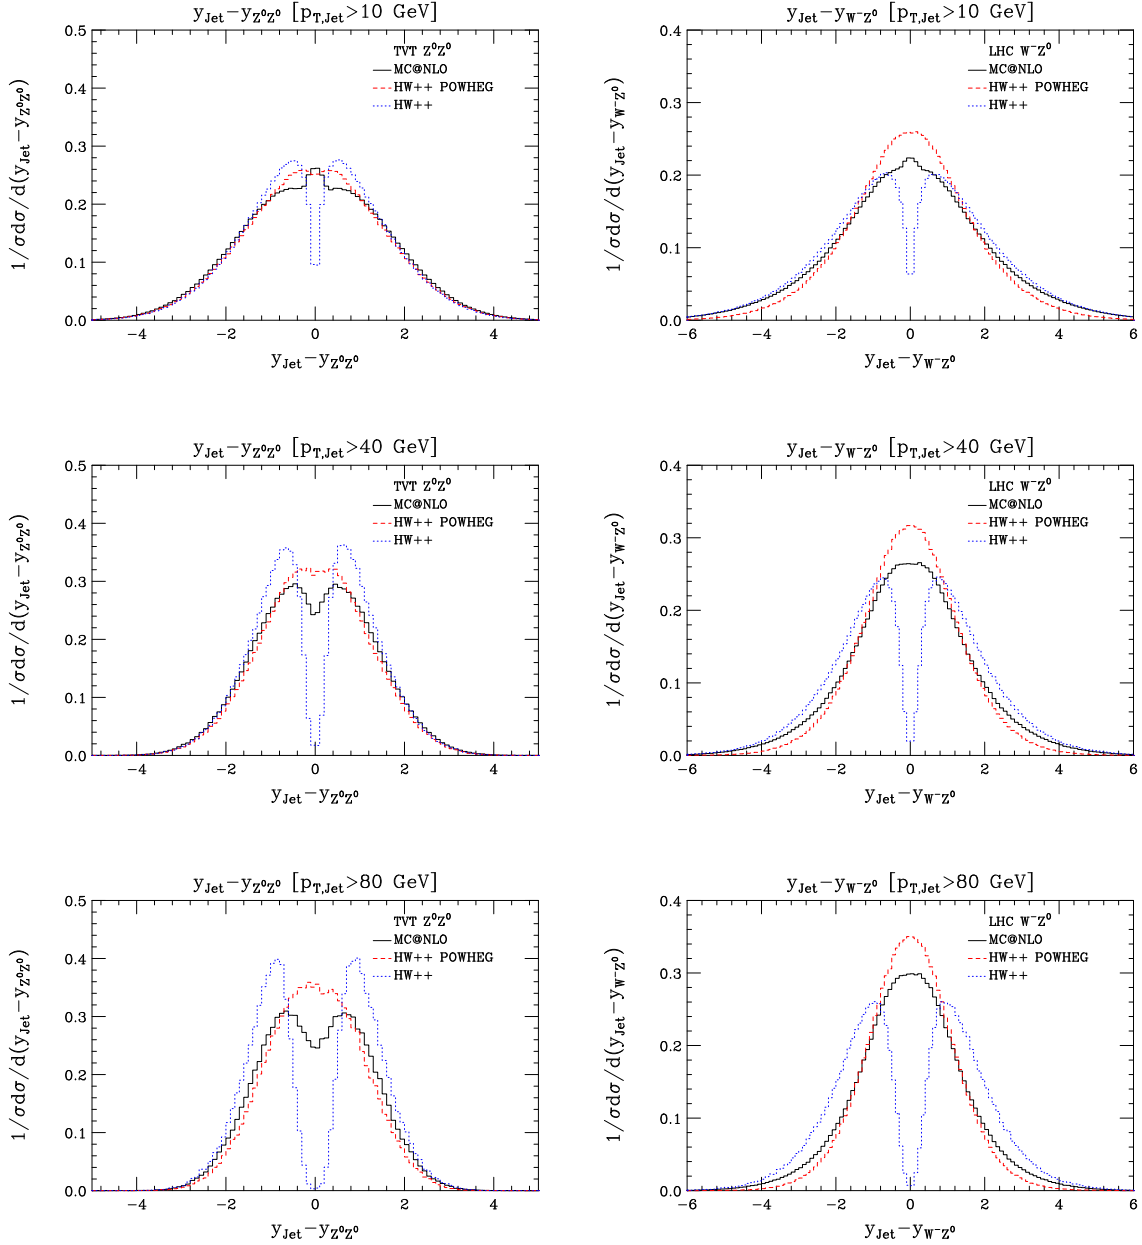 y_Jet−y_Z⁰Z⁰ [p_T,Jet>10 GeV]
TVT Z⁰Z⁰
MC@NLO
HW++ POWHEG
HW++
1/σdσ/d(y_Jet−y_Z⁰Z⁰)
0.5
0.4
0.3
0.2
0.1
0.0
−4 −2 0 2 4
y_Jet−y_Z⁰Z⁰
y_Jet−y_W⁻Z⁰ [p_T,Jet>10 GeV]
LHC W⁻Z⁰
MC@NLO
HW++ POWHEG
HW++
1/σdσ/d(y_Jet−y_W⁻Z⁰)
0.4
0.3
0.2
0.1
0.0
−6 −4 −2 0 2 4 6
y_Jet−y_W⁻Z⁰
y_Jet−y_Z⁰Z⁰ [p_T,Jet>40 GeV]
TVT Z⁰Z⁰
MC@NLO
HW++ POWHEG
HW++
1/σdσ/d(y_Jet−y_Z⁰Z⁰)
0.5
0.4
0.3
0.2
0.1
0.0
−4 −2 0 2 4
y_Jet−y_Z⁰Z⁰
y_Jet−y_W⁻Z⁰ [p_T,Jet>40 GeV]
LHC W⁻Z⁰
MC@NLO
HW++ POWHEG
HW++
1/σdσ/d(y_Jet−y_W⁻Z⁰)
0.4
0.3
0.2
0.1
0.0
−6 −4 −2 0 2 4 6
y_Jet−y_W⁻Z⁰
y_Jet−y_Z⁰Z⁰ [p_T,Jet>80 GeV]
TVT Z⁰Z⁰
MC@NLO
HW++ POWHEG
HW++
1/σdσ/d(y_Jet−y_Z⁰Z⁰)
0.5
0.4
0.3
0.2
0.1
0.0
−4 −2 0 2 4
y_Jet−y_Z⁰Z⁰
y_Jet−y_W⁻Z⁰ [p_T,Jet>80 GeV]
LHC W⁻Z⁰
MC@NLO
HW++ POWHEG
HW++
1/σdσ/d(y_Jet−y_W⁻Z⁰)
0.4
0.3
0.2
0.1
0.0
−6 −4 −2 0 2 4 6
y_Jet−y_W⁻Z⁰